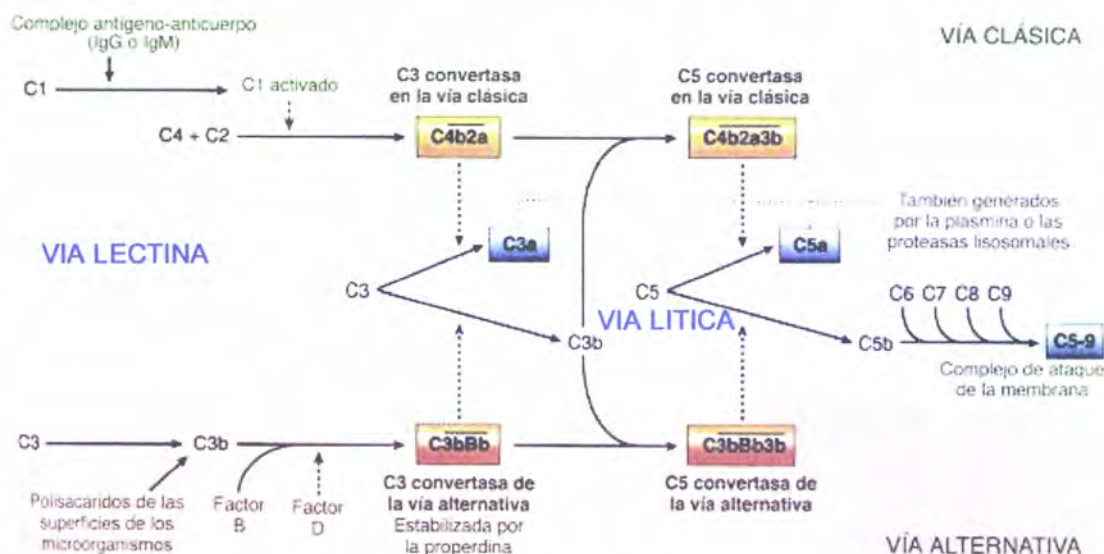 Complejo antígeno-anticuerpo
(IgG o IgM)
VÍA CLÁSICA
C1
C1 activado
C3 convertasa
en la vía clásica
C5 convertasa
en la vía clásica
C4 + C2
C4b2a
C4b2a3b
También generados
por la plasmina o las
proteasas lisosomales
VIA LECTINA
C3a
C5a
C3
C5
VIA LITICA
C6 C7 C8 C9
C3b
C5b
C5-9
Complejo de ataque
de la membrana
C3
C3b
C3bBb
C3bBb3b
Polisacáridos de las
superficies de los
microorganismos
Factor
B
Factor
D
C3 convertasa de
la vía alternativa
Estabilizada por
la properdina
C5 convertasa de
la vía alternativa
VÍA ALTERNATIVA